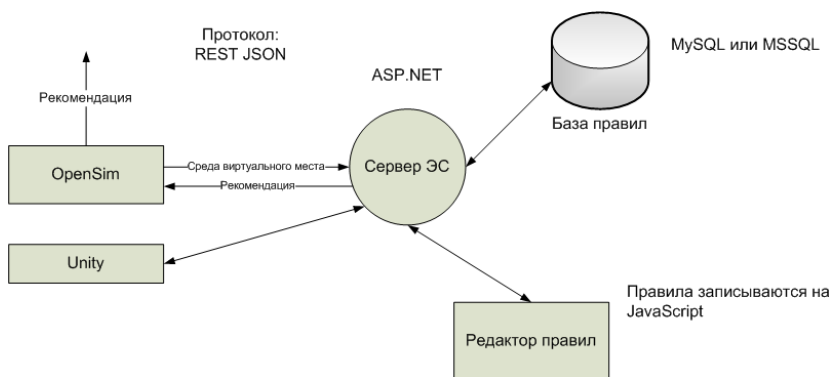 Протокол:
REST JSON
MySQL или MSSQL
ASP.NET
Рекомендация
База правил
OpenSim
Среда виртуального места
Рекомендация
Сервер ЭС
Unity
Правила записываются на
JavaScript
Редактор правил